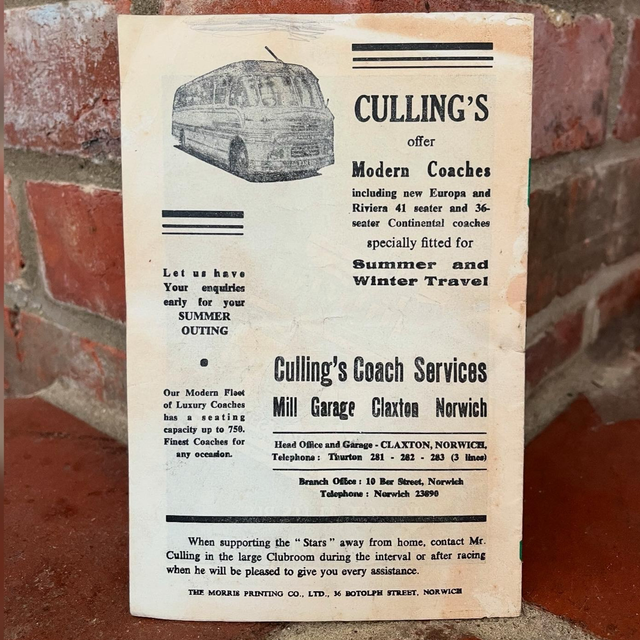 CULLING'S
offer
Modern Coaches
including new Europa and
Riviera 41 seater and 36-
seater Continental coaches
specially fitted for
Summer and
Winter Travel
Let us have
Your enquiries
early for your
SUMMER
OUTING
Our Modern Fleet
of Luxury Coaches
has a seating
capacity up to 750.
Finest Coaches for
any occasion.
Culling's Coach Services
Mill Garage Claxton Norwich
Head Office and Garage - CLAXTON, NORWICH,
Telephone : Thurton 281 - 282 - 283 (3 lines)
Branch Office : 10 Ber Street, Norwich
Telephone : Norwich 23890
When supporting the " Stars " away from home, contact Mr.
Culling in the large Clubroom during the interval or after racing
when he will be pleased to give you every assistance.
THE MORRIS PRINTING CO., LTD., 36 BOTOLPH STREET, NORWICH